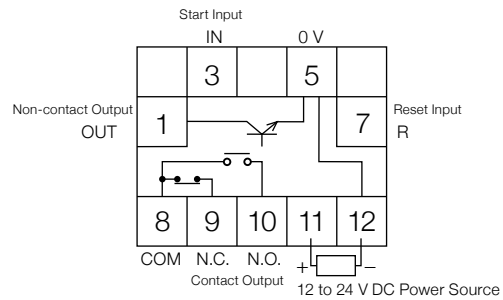 Start Input
IN 0 V
3 5
Non-contact Output
OUT
1
7
Reset Input
R
8 9 10 11 12
COM N.C. N.O.
Contact Output
+ −
12 to 24 V DC Power Source